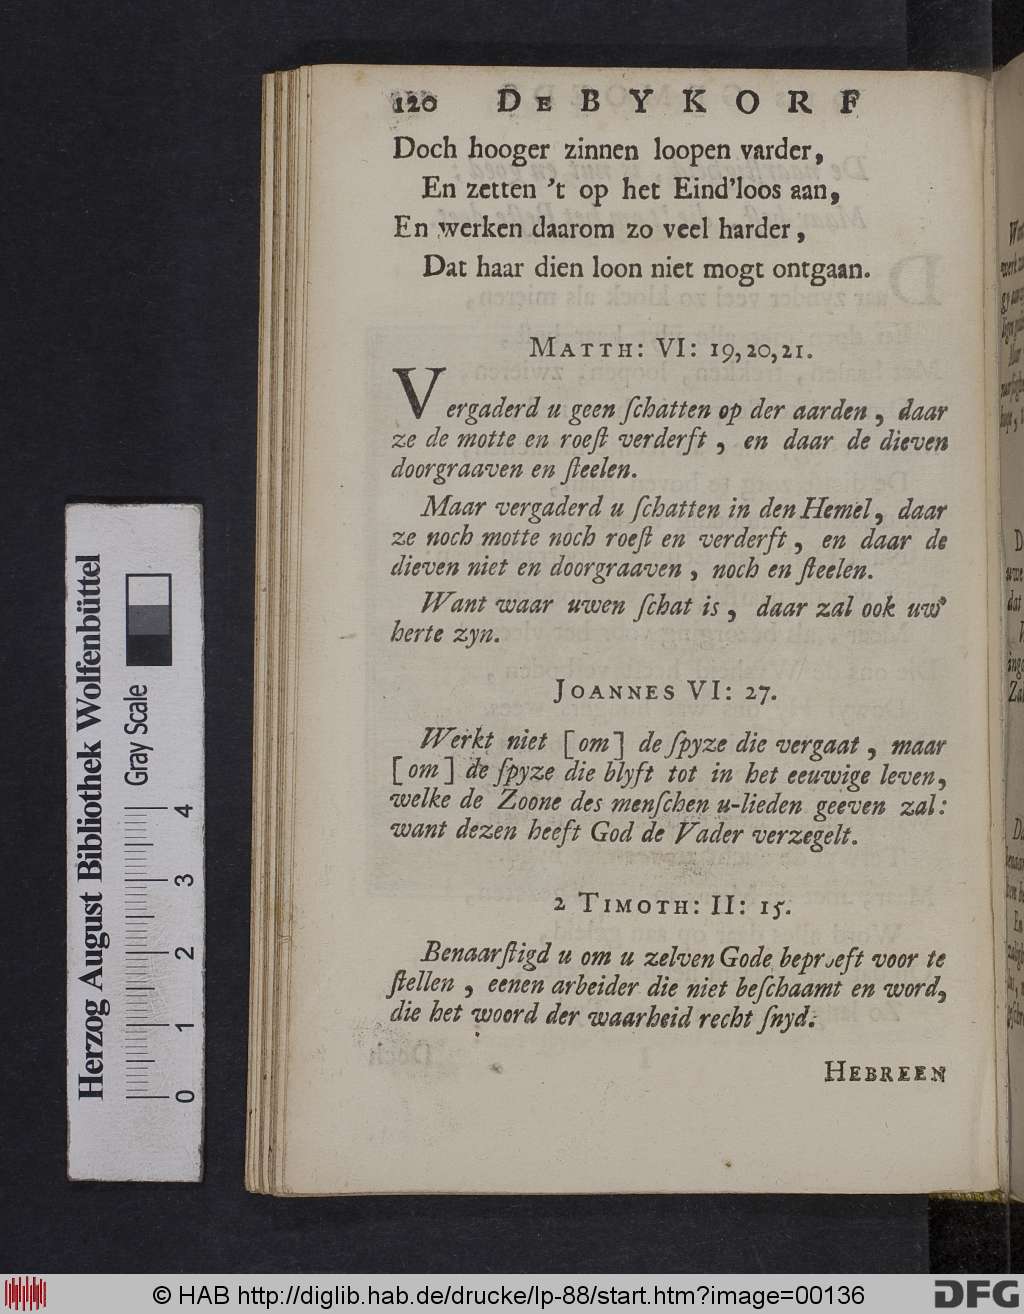 120 DE BYKORF
Doch hooger zinnen loopen varder,
En zetten 't op het Eind'loos aan,
En werken daarom zo veel harder,
Dat haar dien loon niet mogt ontgaan.
MATTH: VI: 19,20,21.
Vergaderd u geen ſchatten op der aarden, daar
ze de motte en roeſt verderft, en daar de dieven
doorgraaven en ſteelen.
Maar vergaderd u ſchatten in den Hemel, daar
ze noch motte noch roeſt en verderft, en daar de
dieven niet en doorgraaven, noch en ſteelen.
Want waar uwen ſchat is, daar zal ook uw
herte zyn.
JOANNES VI: 27.
Werkt niet [om] de ſpyze die vergaat, maar
[om] de ſpyze die blyft tot in het eeuwige leven,
welke de Zoone des menſchen u-lieden geeven zal:
want dezen heeft God de Vader verzegelt.
2 TIMOTH: II: 15.
Benaarſtigd u om u zelven Gode beproeft voor te
ſtellen, eenen arbeider die niet beſchaamt en word,
die het woord der waarheid recht ſnyd.
HEBREEN
Herzog August Bibliothek Wolfenbüttel
Gray Scale
0 1 2 3 4
© HAB http://diglib.hab.de/drucke/lp-88/start.htm?image=00136
DFG